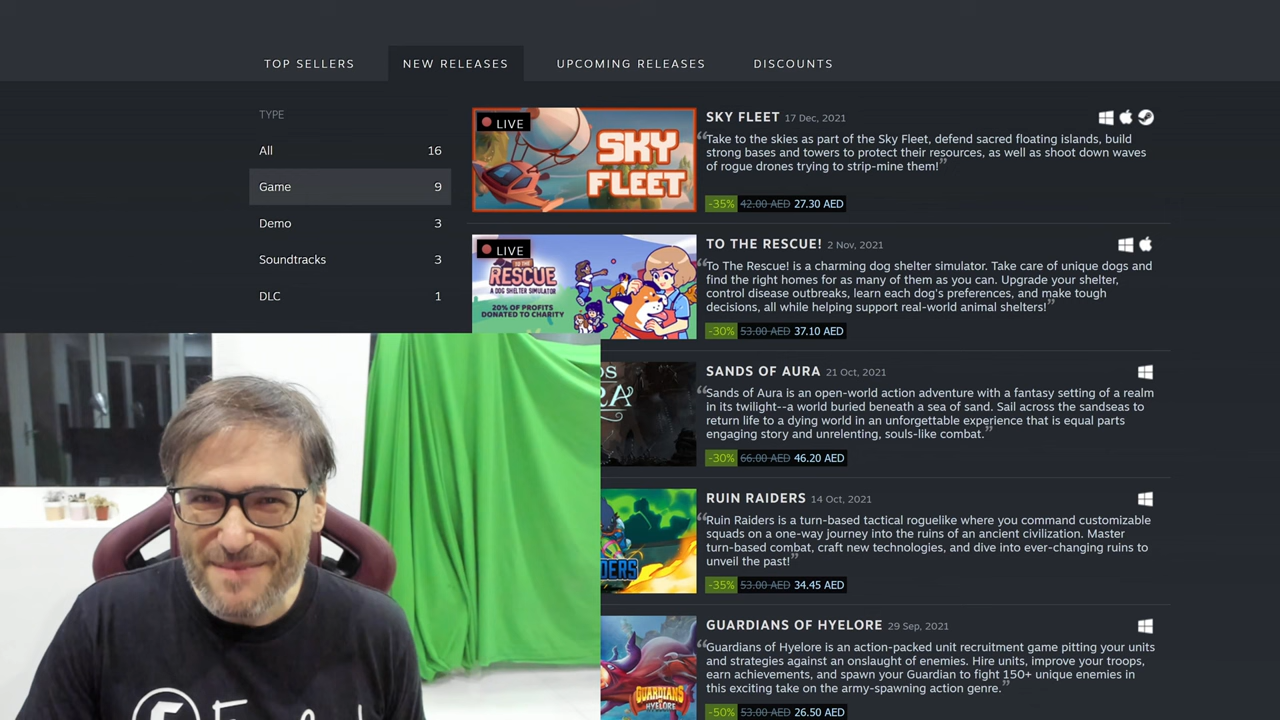 TOP SELLERS
NEW RELEASES
UPCOMING RELEASES
DISCOUNTS
TYPE
All 16
Game 9
Demo 3
Soundtracks 3
DLC 1
LIVE
SKY
FLEET
SKY FLEET 17 Dec, 2021
“Take to the skies as part of the Sky Fleet, defend sacred floating islands, build
strong bases and towers to protect their resources, as well as shoot down waves
of rogue drones trying to strip-mine them!”
-35% 42.00 AED 27.30 AED
LIVE
TO THE
RESCUE
A DOG SHELTER SIMULATOR
20% OF PROFITS
DONATED TO CHARITY
TO THE RESCUE! 2 Nov, 2021
“To The Rescue! is a charming dog shelter simulator. Take care of unique dogs and
find the right homes for as many of them as you can. Upgrade your shelter,
control disease outbreaks, learn each dog's preferences, and make tough
decisions, all while helping support real-world animal shelters!”
-30% 53.00 AED 37.10 AED
SANDS OF AURA 21 Oct, 2021
“Sands of Aura is an open-world action adventure with a fantasy setting of a realm
in its twilight--a world buried beneath a sea of sand. Sail across the sandseas to
return life to a dying world in an unforgettable experience that is equal parts
engaging story and unrelenting, souls-like combat.”
-30% 66.00 AED 46.20 AED
RUIN RAIDERS 14 Oct, 2021
“Ruin Raiders is a turn-based tactical roguelike where you command customizable
squads on a one-way journey into the ruins of an ancient civilization. Master
turn-based combat, craft new technologies, and dive into ever-changing ruins to
unveil the past!”
-35% 53.00 AED 34.45 AED
GUARDIANS
OF HYELORE
GUARDIANS OF HYELORE 29 Sep, 2021
“Guardians of Hyelore is an action-packed unit recruitment game pitting your units
and strategies against an onslaught of enemies. Hire units, improve your troops,
earn achievements, and spawn your Guardian to fight 150+ unique enemies in
this exciting take on the army-spawning action genre.”
-50% 53.00 AED 26.50 AED